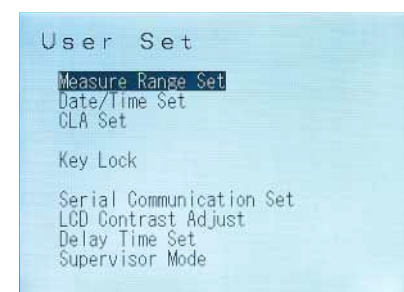 User Set
Measure Range Set
Date/Time Set
CLA Set
Key Lock
Serial Communication Set
LCD Contrast Adjust
Delay Time Set
Supervisor Mode